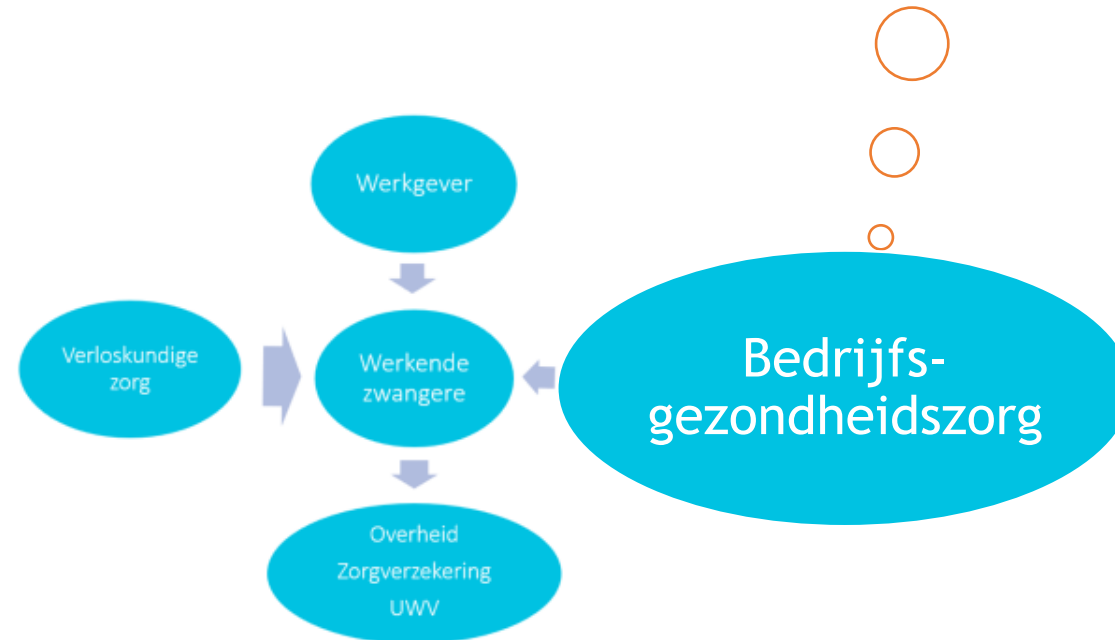 Werkgever
Verloskundige
zorg
Werkende
zwangere
Bedrijfs-
gezondheidszorg
Overheid
Zorgverzekering
UWV